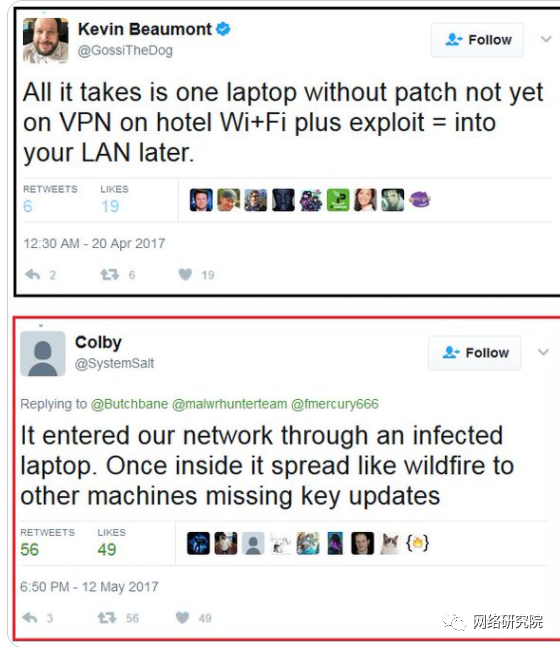 Kevin Beaumont
@GossiTheDog
Follow
All it takes is one laptop without patch not yet
on VPN on hotel Wi+Fi plus exploit = into
your LAN later.
RETWEETS LIKES
6 19
12:30 AM - 20 Apr 2017
2 6 19
Colby
@SystemSalt
Follow
Replying to @Butchbane @malwrhunterteam @fmercury666
It entered our network through an infected
laptop. Once inside it spread like wildfire to
other machines missing key updates
RETWEETS LIKES
56 49
6:50 PM - 12 May 2017
3 56 49
网络研究院